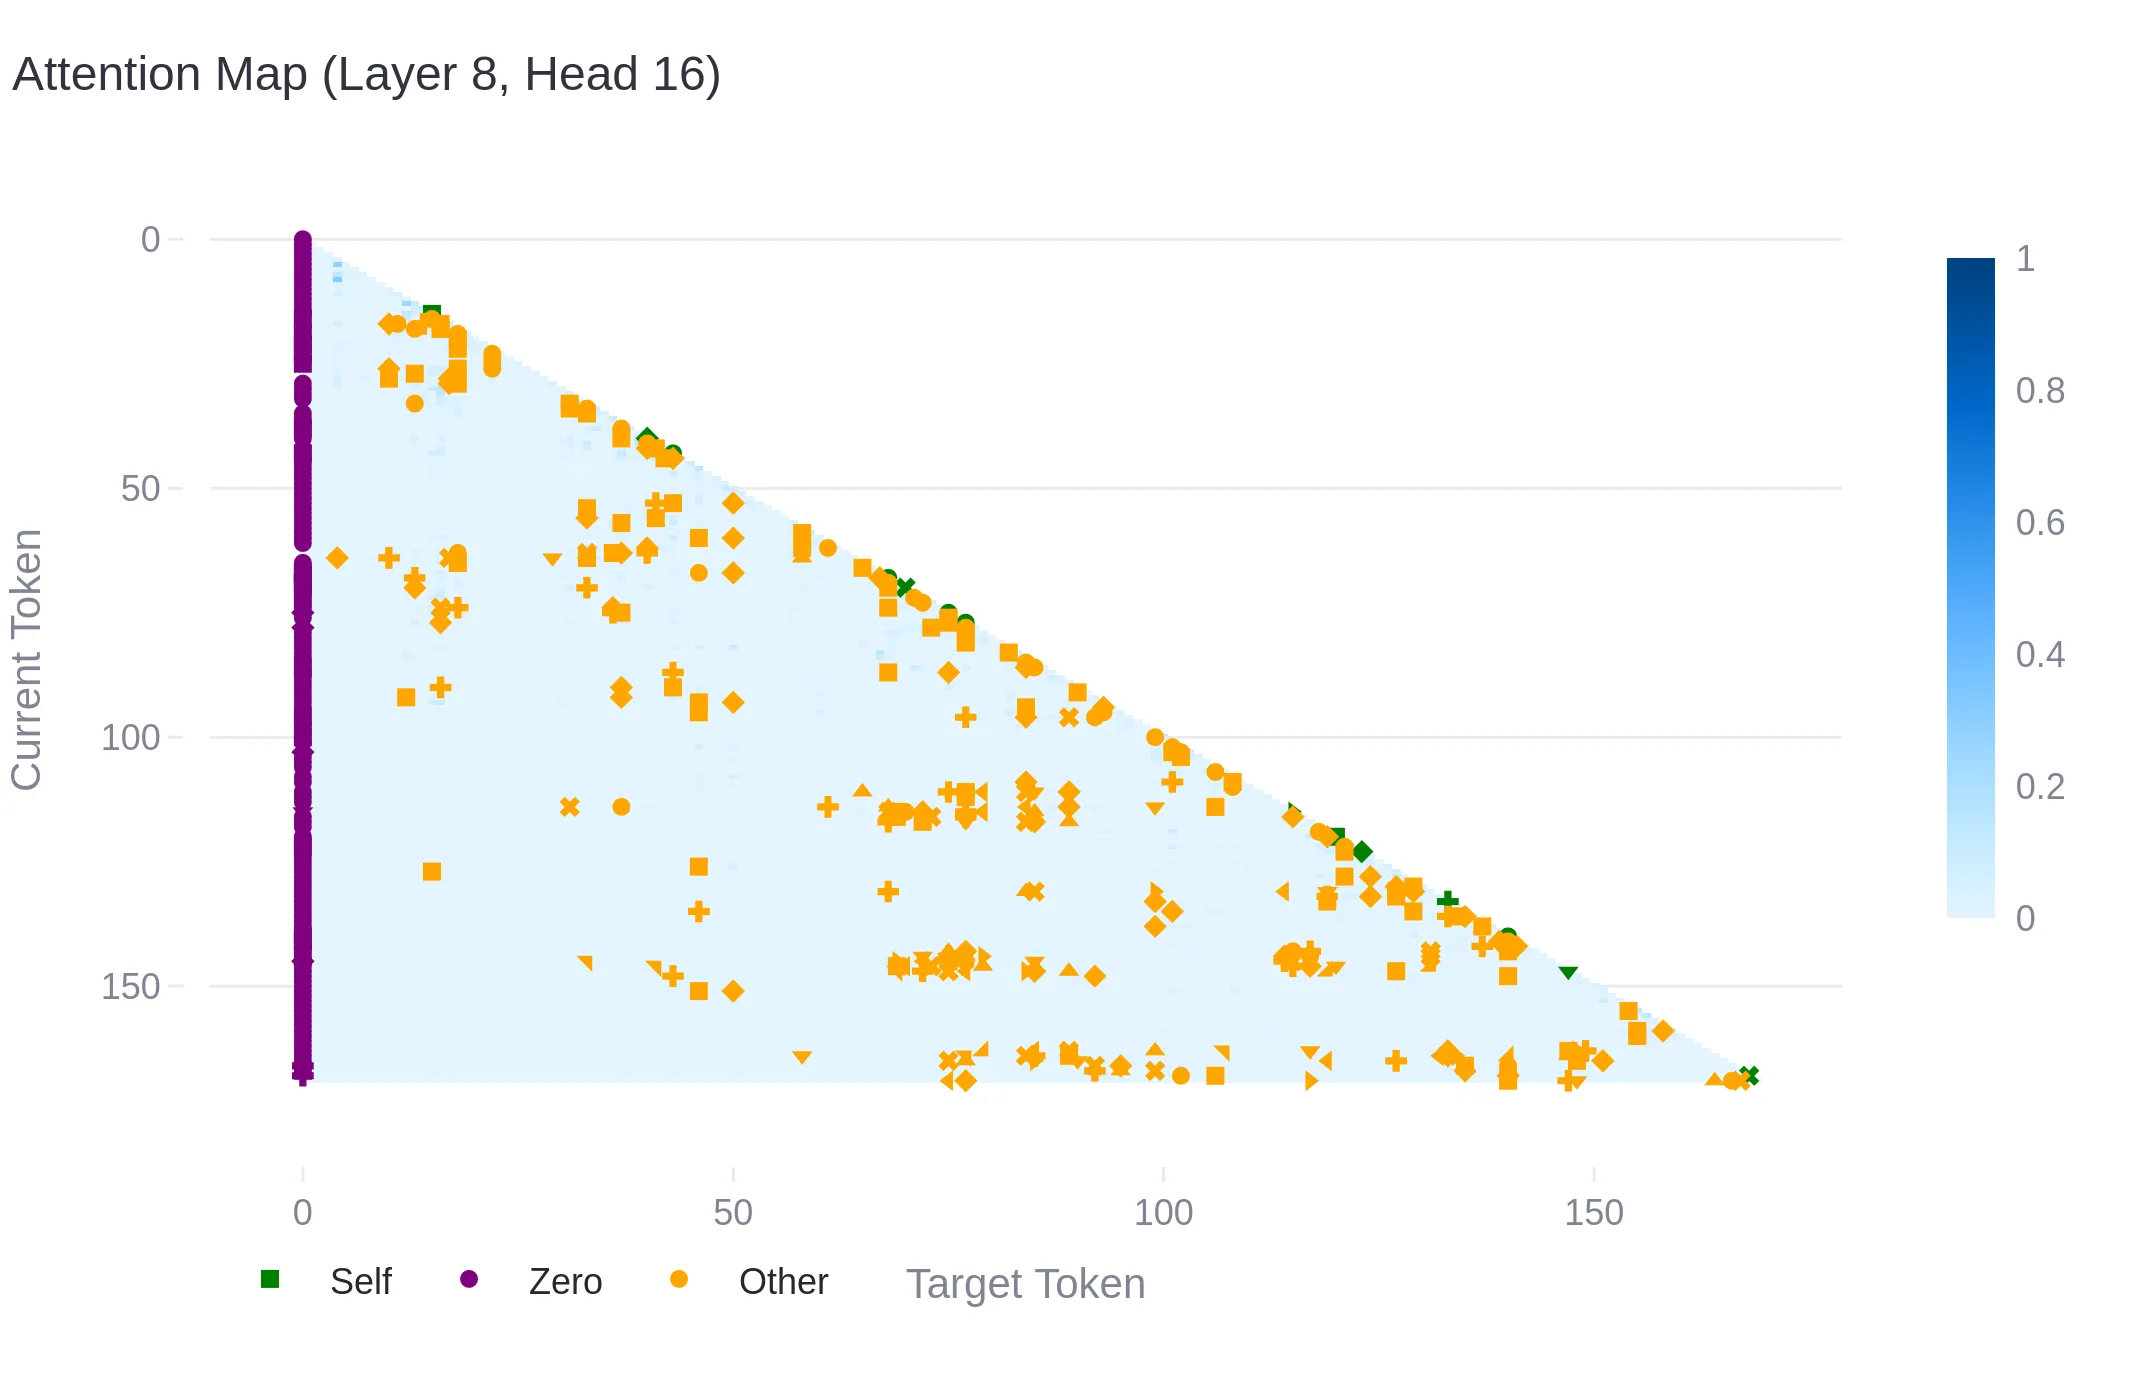 Attention Map (Layer 8, Head 16)
0
50
100
150
Current Token
1
0.8
0.6
0.4
0.2
0
0 50 100 150
Self Zero Other Target Token